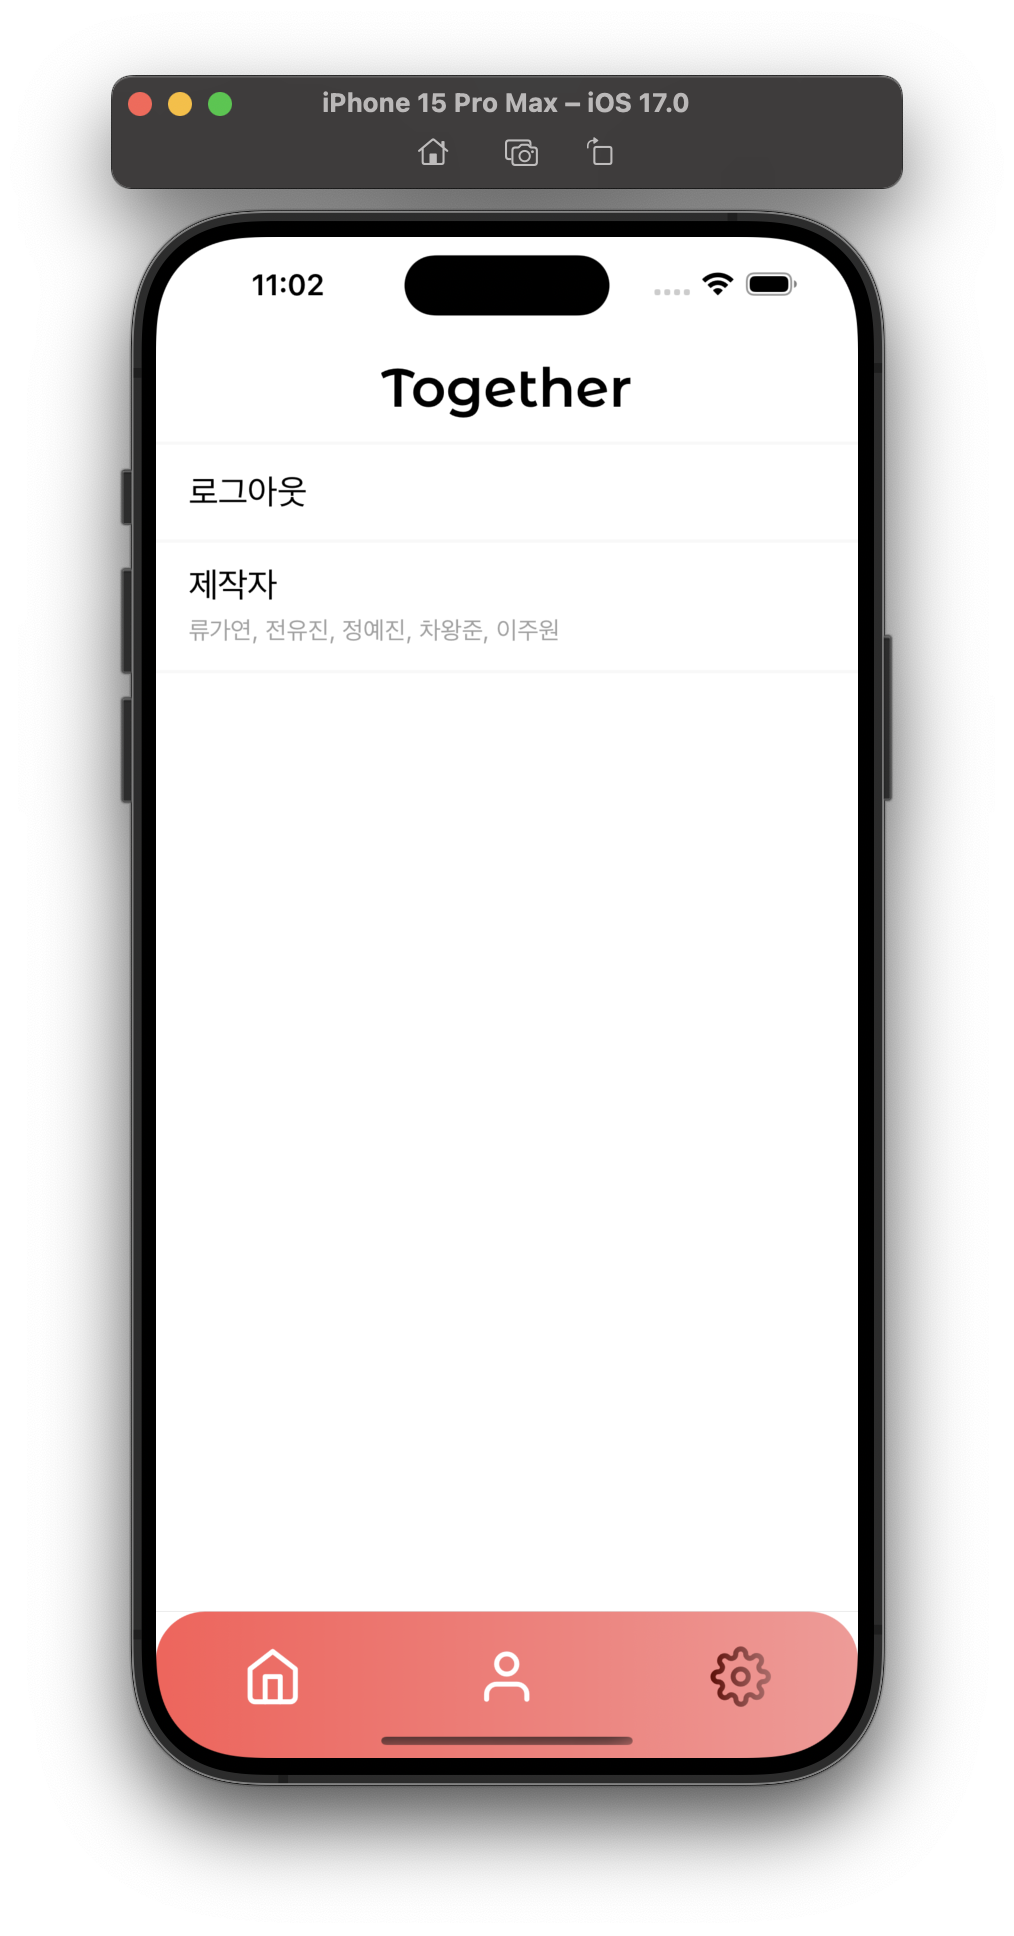 iPhone 15 Pro Max – iOS 17.0
11:02
Together
로그아웃
제작자
류가연, 전유진, 정예진, 차왕준, 이주원